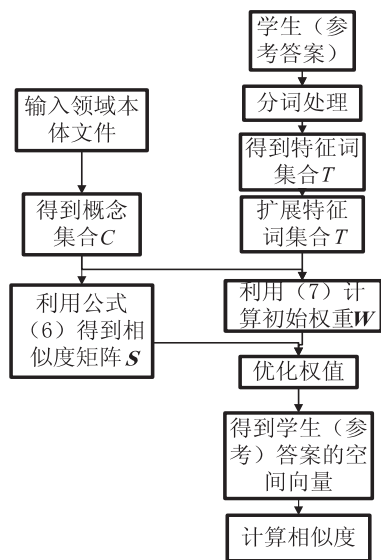 学生（参
考答案）
分词处理
得到特征词
集合T
扩展特征
词集合T
输入领域本
体文件
得到概念
集合C
利用公式
（6）得到相
似度矩阵S
利用（7）计
算初始权重W
优化权值
得到学生（参
考）答案的空
间向量
计算相似度